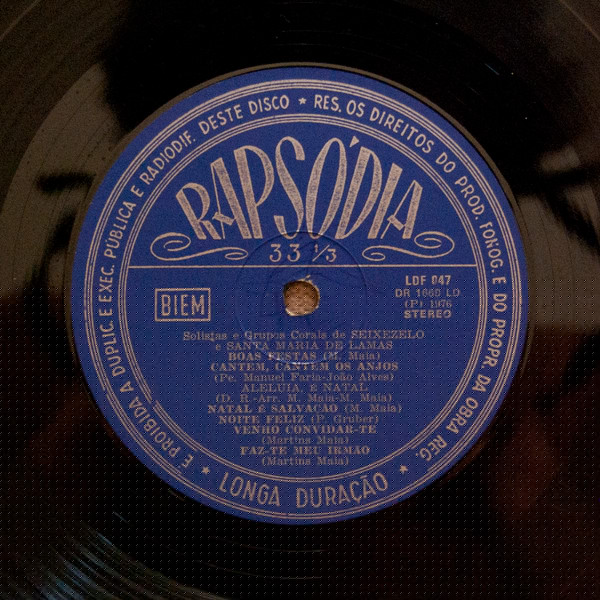 É PROIBIDA A DUPLIC. E EXEC. PÚBLICA E RADIODIF. DESTE DISCO ★ RES. OS DIREITOS DO PROD. FONOG. E DO PROPR. DA OBRA REG. ★
RAPSÓDIA
33 1/3
BIEM
LDF 047
DR 1669 LD
(P) 1976
STEREO
Solistas e Grupos Corais de SEIXEZELO
e SANTA MARIA DE LAMAS
BOAS FESTAS (M. Maia)
CANTEM, CANTEM OS ANJOS
(Pe. Manuel Faria-João Alves)
ALELUIA, É NATAL
(D. R.-Arr. M. Maia-M. Maia)
NATAL É SALVAÇÃO (M. Maia)
NOITE FELIZ (P. Gruber)
VENHO CONVIDAR-TE
(Martins Maia)
FAZ-TE MEU IRMÃO
(Martins Maia)
★ LONGA DURAÇÃO